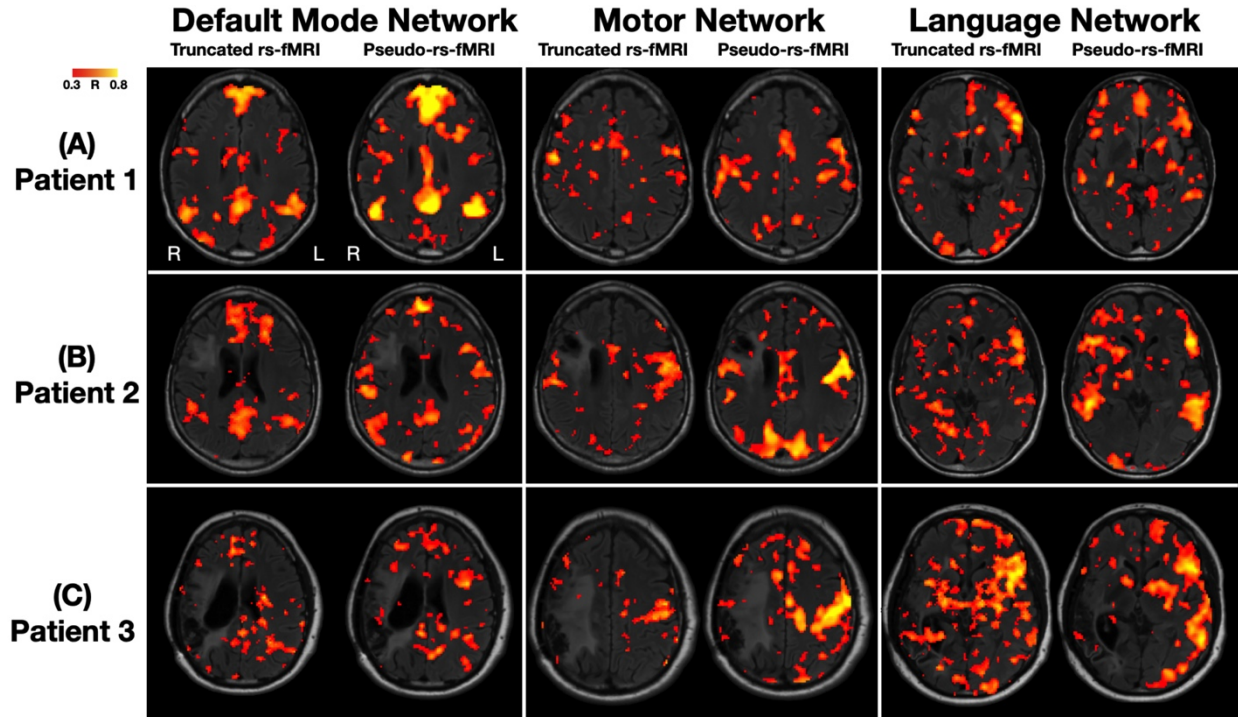 Default Mode Network Motor Network Language Network
Truncated rs-fMRI Pseudo-rs-fMRI Truncated rs-fMRI Pseudo-rs-fMRI Truncated rs-fMRI Pseudo-rs-fMRI
0.3 R 0.8
(A)
Patient 1
R L R L
(B)
Patient 2
(C)
Patient 3